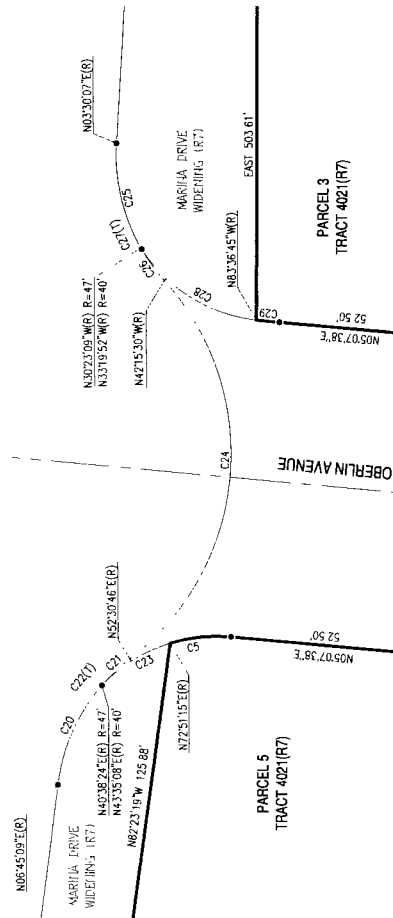 N03°30'07"E(R)
C25
C27(T)
C26
MARINA DRIVE
WIDENING (R7)
N30°23'09"W(R) R=47'
N33°19'52"W(R) R=40'
N42°15'30"W(R)
C28
N83°36'45"W(R)
EAST 503 61'
C29
PARCEL 3
TRACT 4021(R7)
52 50'
N05°07'38"E
C24
OBERLIN AVENUE
N52°30'46"E(R)
C22(T)
C21
C23
C20
N06°45'09"E(R)
MARINA DRIVE
WIDENING (R7)
N40°38'24"E(R) R=47'
N43°35'08"E(R) R=40'
N82°23'19"W 125 88'
C5
N72°51'15"E(R)
52 50'
N05°07'38"E
PARCEL 5
TRACT 4021(R7)